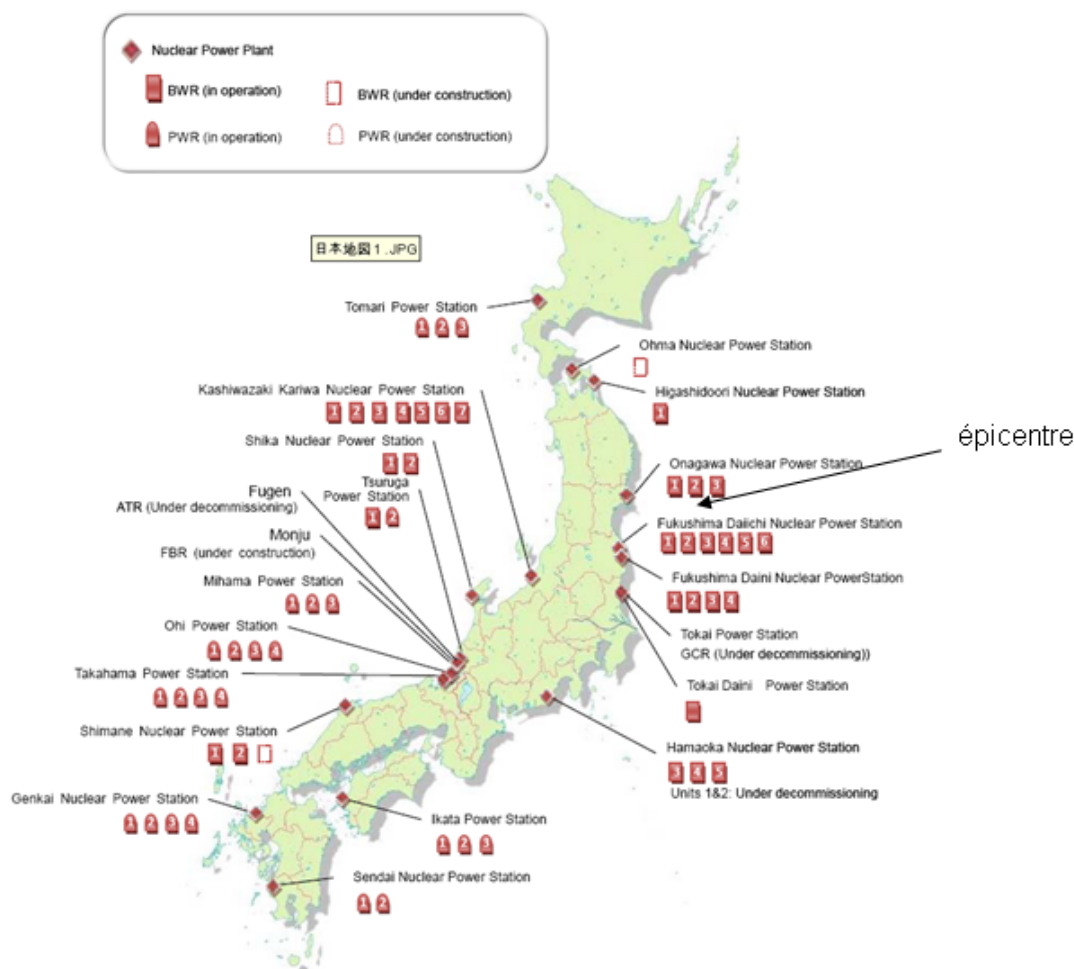 Nuclear Power Plant
BWR (in operation)
BWR (under construction)
PWR (in operation)
PWR (under construction)
日本地図1.JPG
Tomari Power Station
1 2 3
Ohma Nuclear Power Station
Higashidoori Nuclear Power Station
1
Kashiwazaki Kariwa Nuclear Power Station
1 2 3 4 5 6 7
épicentre
Shika Nuclear Power Station
1 2
Onagawa Nuclear Power Station
1 2 3
Tsuruga
Power Station
1 2
Fugen
ATR (Under decommissioning)
Fukushima Daiichi Nuclear Power Station
1 2 3 4 5 6
Monju
FBR (under construction)
Fukushima Daini Nuclear PowerStation
1 2 3 4
Mihama Power Station
1 2 3
Ohi Power Station
1 2 3 4
Tokai Power Station
GCR (Under decommissioning))
Takahama Power Station
1 2 3 4
Tokai Daini Power Station
Shimane Nuclear Power Station
1 2
Hamaoka Nuclear Power Station
3 4 5
Units 1&2: Under decommissioning
Genkai Nuclear Power Station
1 2 3 4
Ikata Power Station
1 2 3
Sendai Nuclear Power Station
1 2